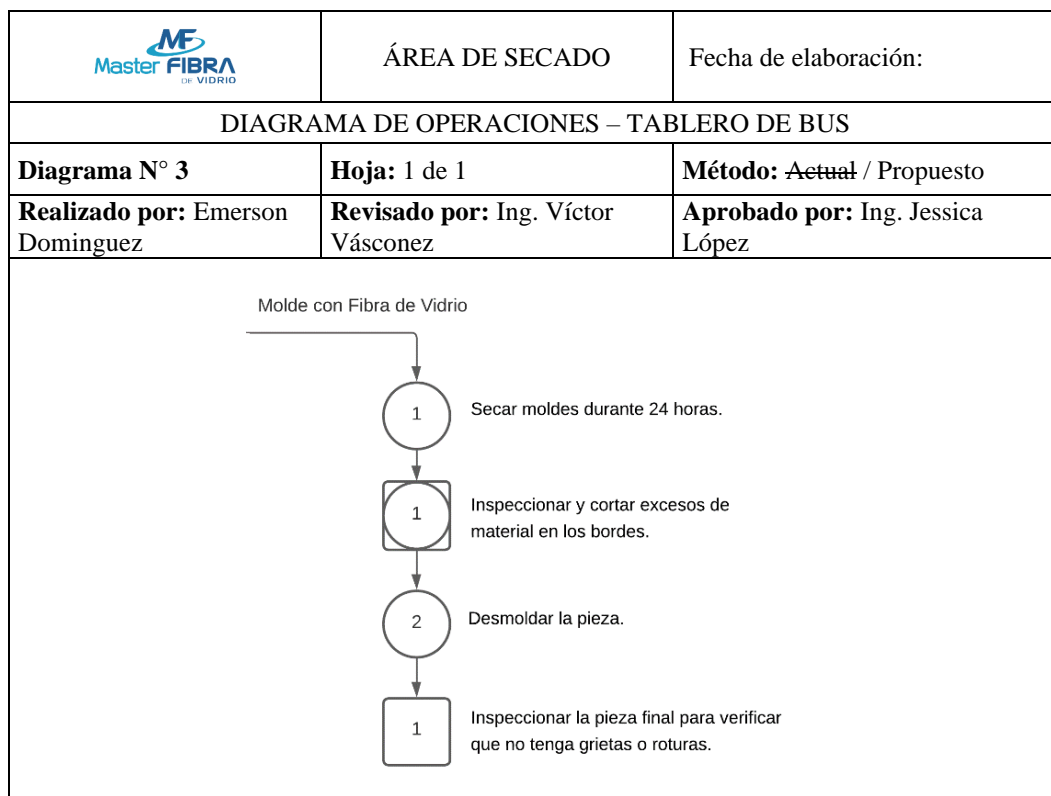 MF
Master FIBRA
DE VIDRIO
ÁREA DE SECADO
Fecha de elaboración:
DIAGRAMA DE OPERACIONES – TABLERO DE BUS
Diagrama N° 3
Hoja: 1 de 1
Método: Actual / Propuesto
Realizado por: Emerson
Dominguez
Revisado por: Ing. Víctor
Vásconez
Aprobado por: Ing. Jessica
López
Molde con Fibra de Vidrio
1
Secar moldes durante 24 horas.
1
Inspeccionar y cortar excesos de
material en los bordes.
2
Desmoldar la pieza.
1
Inspeccionar la pieza final para verificar
que no tenga grietas o roturas.